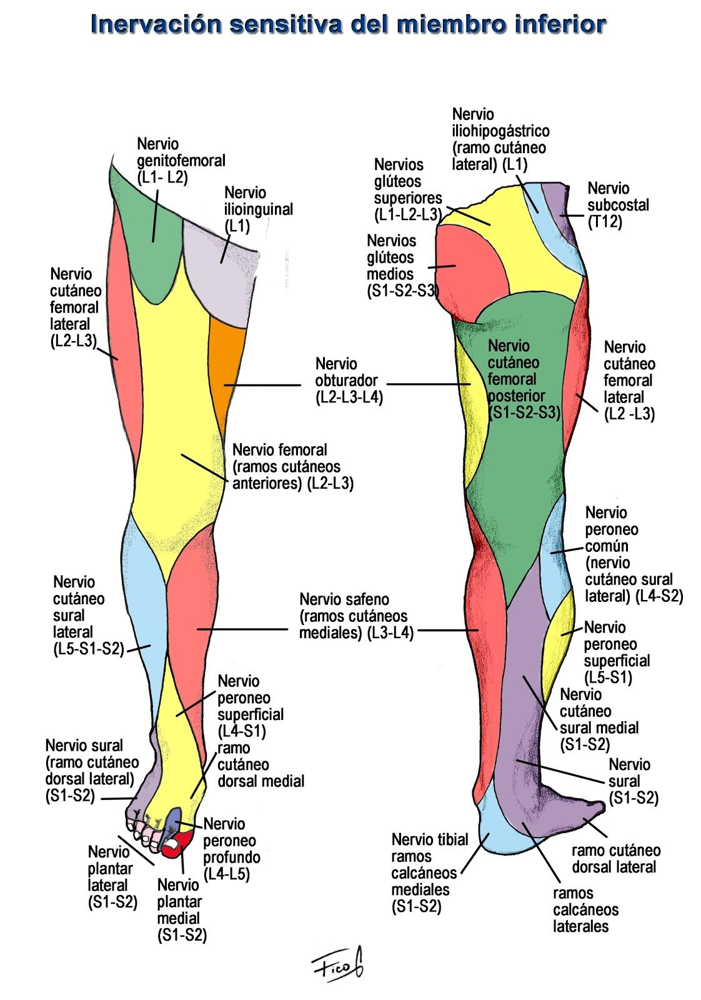 Inervación sensitiva del miembro inferior
Nervio
genitofemoral
(L1- L2)
Nervio
ilioinguinal
(L1)
Nervio
cutáneo
femoral
lateral
(L2-L3)
Nervio
obturador
(L2-L3-L4)
Nervio femoral
(ramos cutáneos
anteriores) (L2-L3)
Nervio
cutáneo
sural
lateral
(L5-S1-S2)
Nervio safeno
(ramos cutáneos
mediales) (L3-L4)
Nervio
peroneo
superficial
(L4-S1)
ramo
cutáneo
dorsal medial
Nervio sural
(ramo cutáneo
dorsal lateral)
(S1-S2)
Nervio
peroneo
profundo
(L4-L5)
Nervio
plantar
lateral
(S1-S2)
Nervio
plantar
medial
(S1-S2)
Nervio
iliohipogástrico
(ramo cutáneo
lateral) (L1)
Nervios
glúteos
superiores
(L1-L2-L3)
Nervio
subcostal
(T12)
Nervios
glúteos
medios
(S1-S2-S3)
Nervio
cutáneo
femoral
posterior
(S1-S2-S3)
Nervio
cutáneo
femoral
lateral
(L2 -L3)
Nervio
peroneo
común
(nervio
cutáneo sural
lateral) (L4-S2)
Nervio
peroneo
superficial
(L5-S1)
Nervio
cutáneo
sural medial
(S1-S2)
Nervio
sural
(S1-S2)
Nervio tibial
ramos
calcáneos
mediales
(S1-S2)
ramo cutáneo
dorsal lateral
ramos
calcáneos
laterales
Fico G